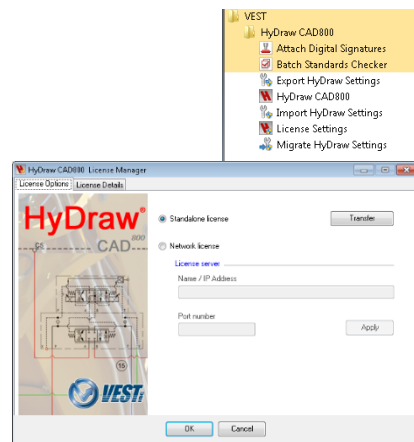 VEST
HyDraw CAD800
Attach Digital Signatures
Batch Standards Checker
Export HyDraw Settings
HyDraw CAD800
Import HyDraw Settings
License Settings
Migrate HyDraw Settings
HyDraw CAD800 License Manager
License Options License Details
HyDraw®
CAD 800
Standalone license
Transfer
Network license
License server
Name / IP Address
Port number
Apply
15
VESTi
OK Cancel